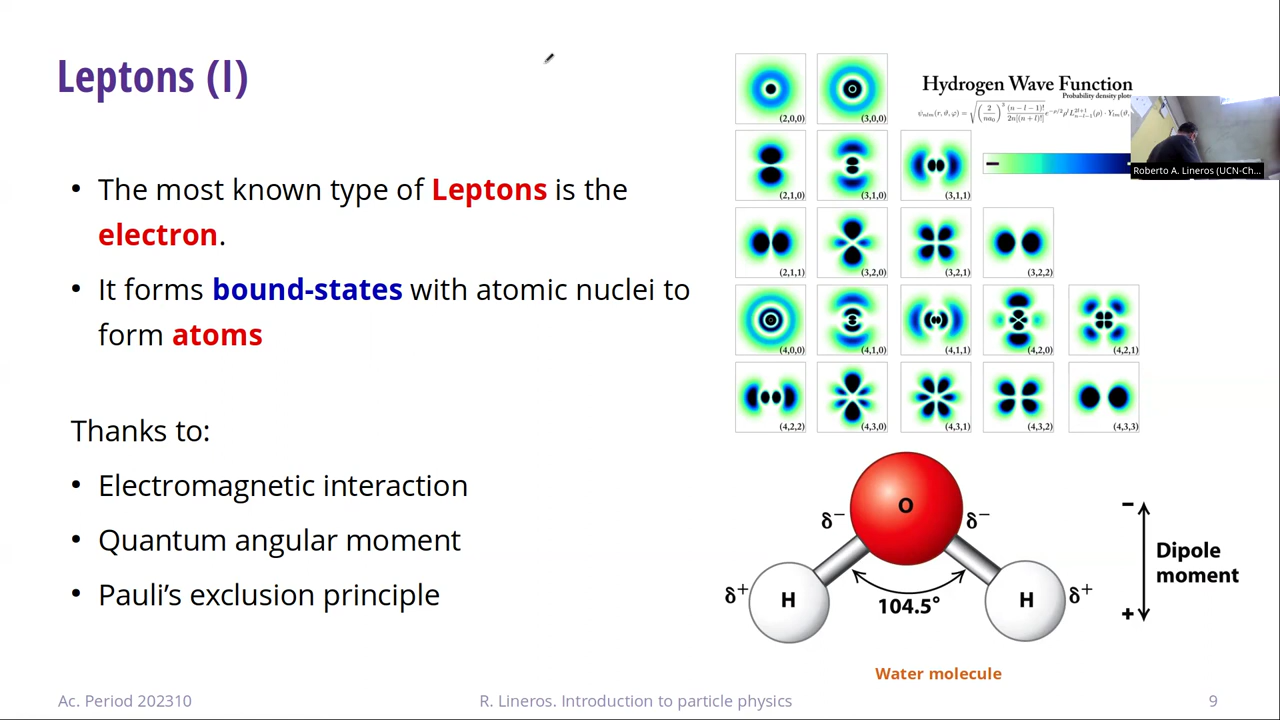 Leptons (I)
• The most known type of Leptons is the
electron.
• It forms bound-states with atomic nuclei to
form atoms
Thanks to:
• Electromagnetic interaction
• Quantum angular moment
• Pauli’s exclusion principle
Hydrogen Wave Function
Probability density plots
Roberto A. Lineros (UCN-Ch...
(2,0,0) (3,0,0)
(2,1,0) (3,1,0) (3,1,1)
(2,1,1) (3,2,0) (3,2,1) (3,2,2)
(4,0,0) (4,1,0) (4,1,1) (4,2,0) (4,2,1)
(4,2,2) (4,3,0) (4,3,1) (4,3,2) (4,3,3)
O
δ− δ−
δ+ H H δ+
104.5°
−
Dipole
moment
+
Water molecule
Ac. Period 202310 R. Lineros. Introduction to particle physics 9